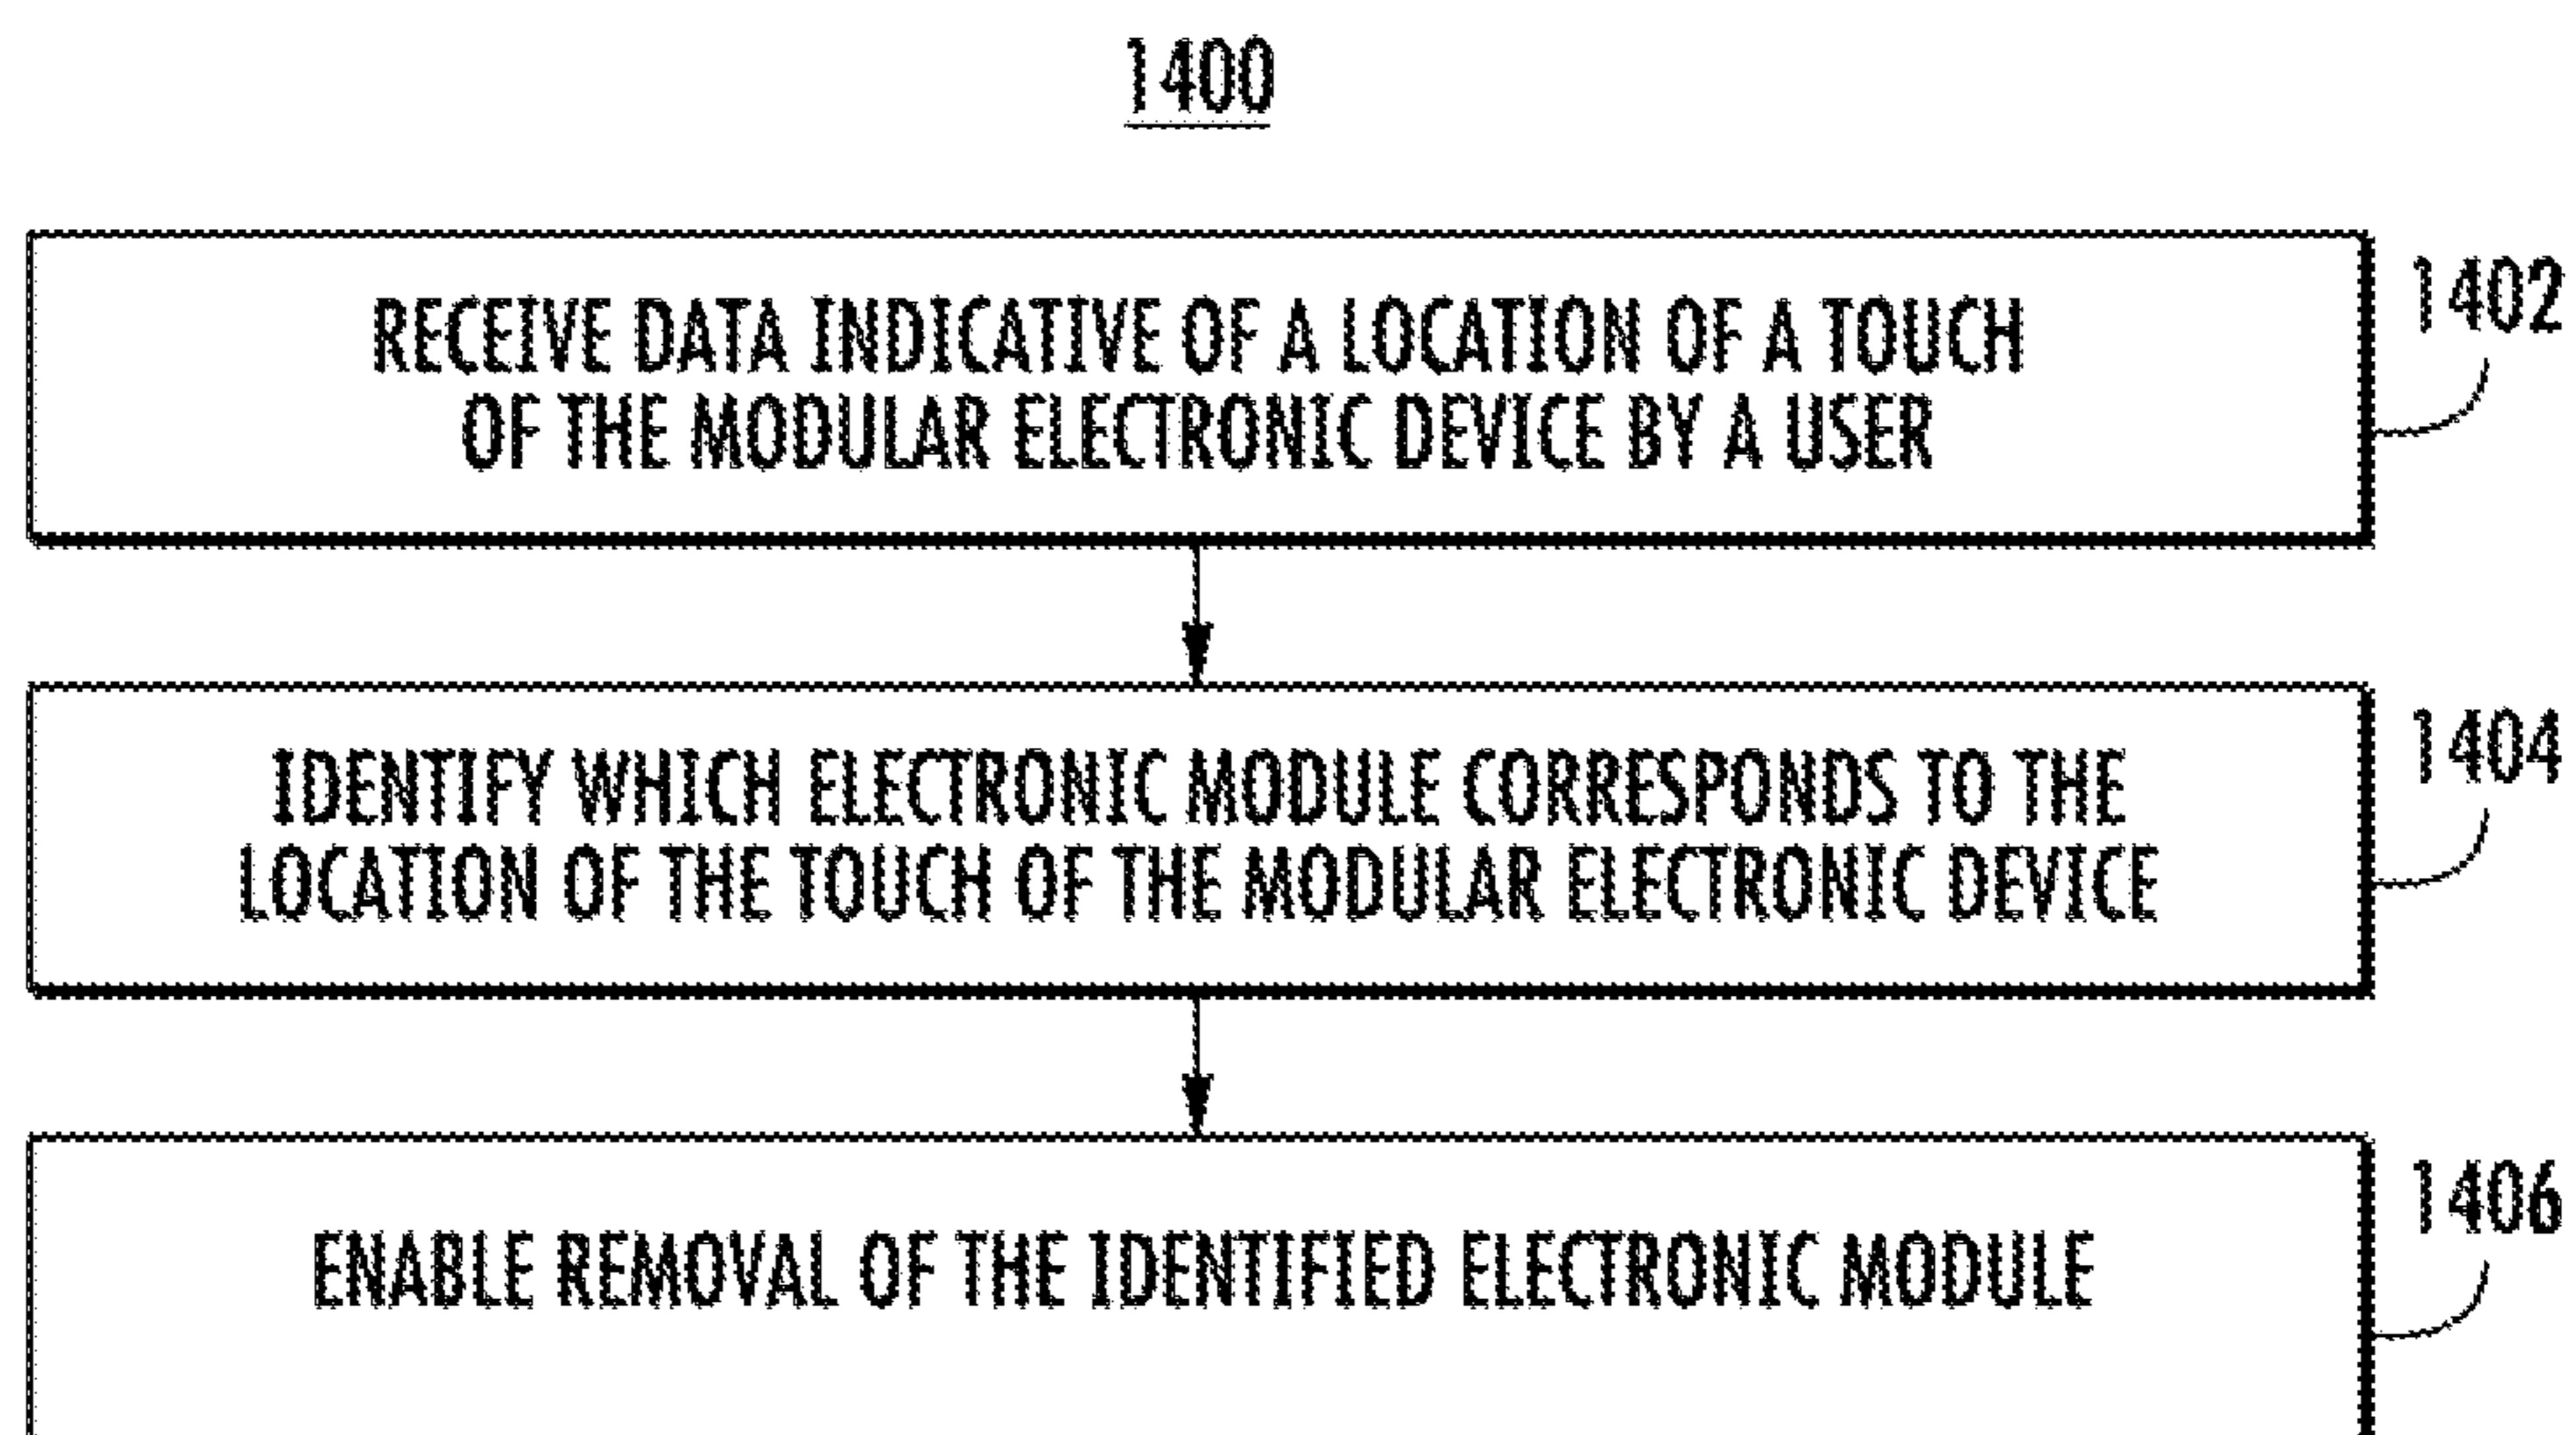 1400
RECEIVE DATA INDICATIVE OF A LOCATION OF A TOUCH
OF THE MODULAR ELECTRONIC DEVICE BY A USER
1402
IDENTIFY WHICH ELECTRONIC MODULE CORRESPONDS TO THE
LOCATION OF THE TOUCH OF THE MODULAR ELECTRONIC DEVICE
1404
ENABLE REMOVAL OF THE IDENTIFIED ELECTRONIC MODULE
1406